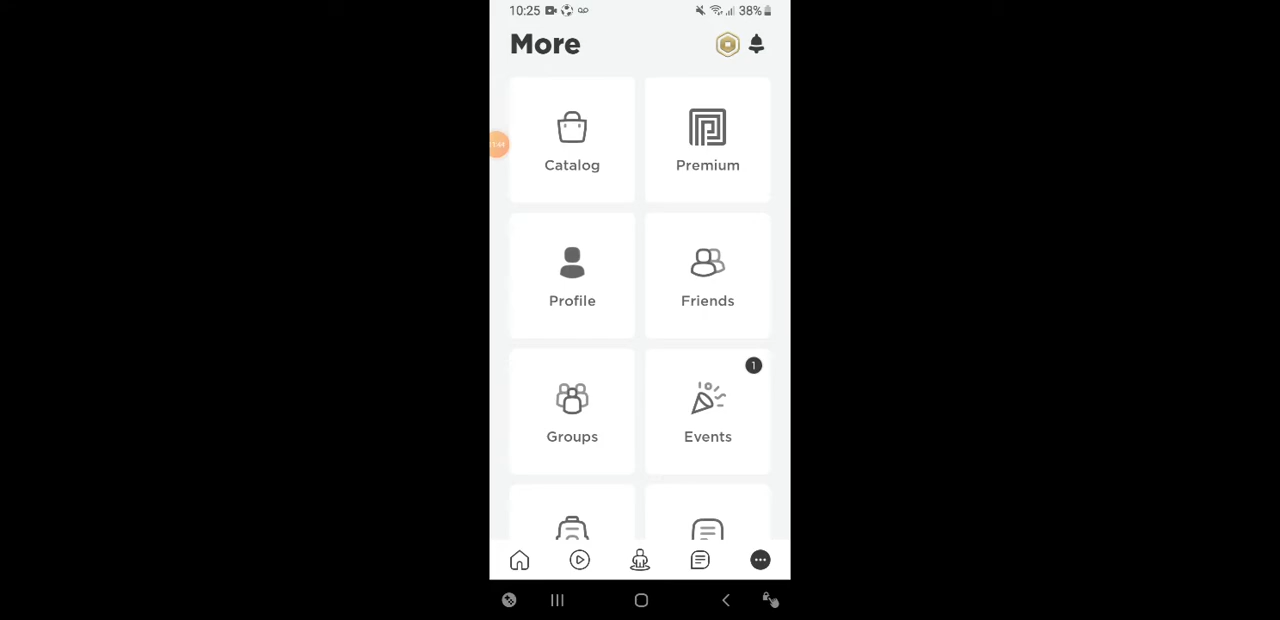 10:25 38%
More
Catalog Premium
Profile Friends
1
Groups Events